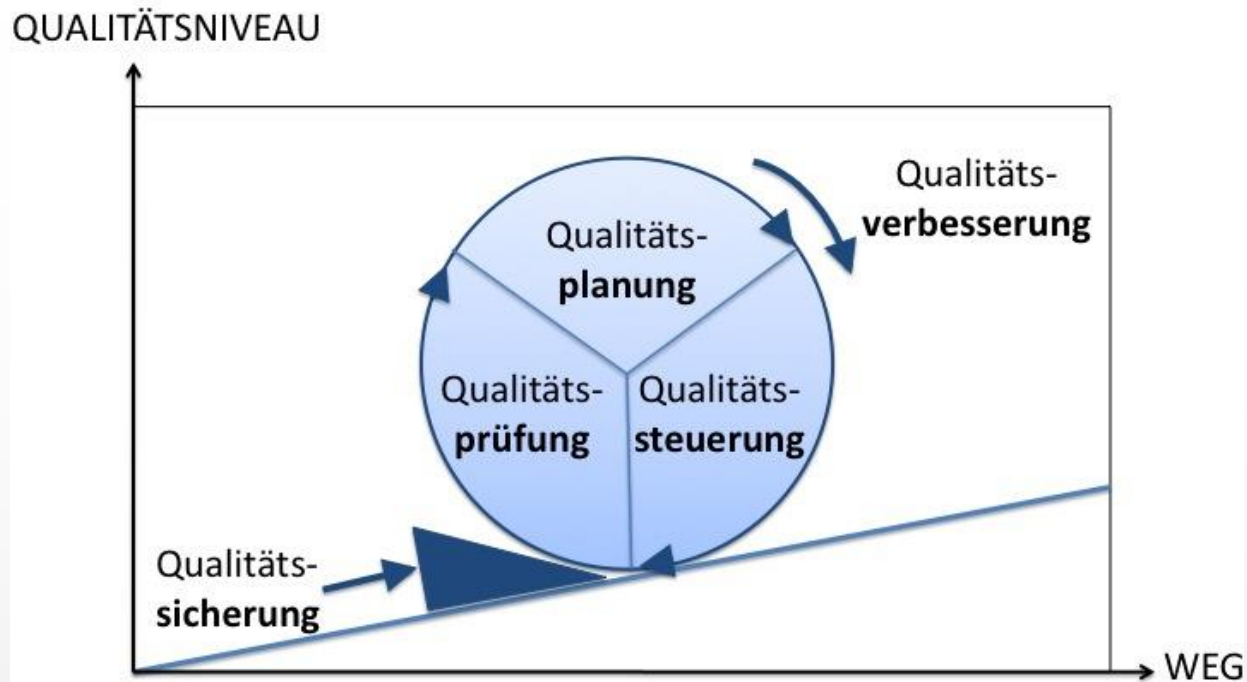 QUALITÄTSNIVEAU
Qualitäts-
verbesserung
Qualitäts-
planung
Qualitäts-
prüfung
Qualitäts-
steuerung
Qualitäts-
sicherung
WEG